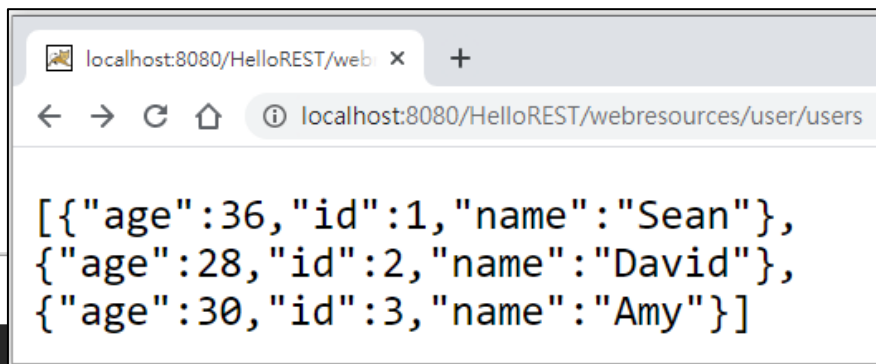 localhost:8080/HelloREST/web
localhost:8080/HelloREST/webresources/user/users
[{"age":36,"id":1,"name":"Sean"},
{"age":28,"id":2,"name":"David"},
{"age":30,"id":3,"name":"Amy"}]